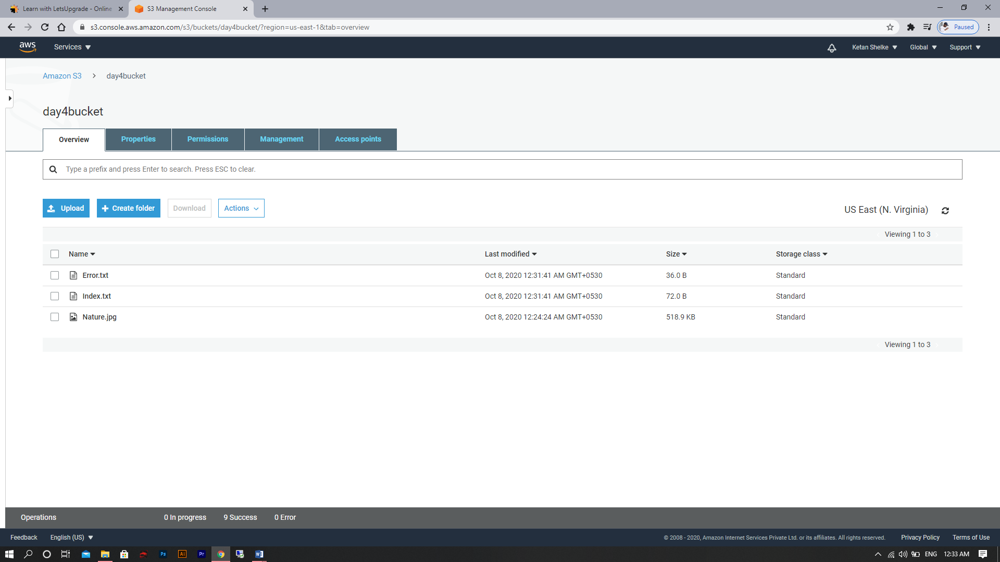 Learn with LetsUpgrade - Online
S3 Management Console
s3.console.aws.amazon.com/s3/buckets/day4bucket/?region=us-east-1&tab=overview
Paused
aws
Services
Ketan Shelke
Global
Support
Amazon S3
day4bucket
day4bucket
Overview
Properties
Permissions
Management
Access points
Type a prefix and press Enter to search. Press ESC to clear.
Upload
Create folder
Download
Actions
US East (N. Virginia)
Viewing 1 to 3
Name
Last modified
Size
Storage class
Error.txt
Oct 8, 2020 12:31:41 AM GMT+0530
36.0 B
Standard
Index.txt
Oct 8, 2020 12:31:41 AM GMT+0530
72.0 B
Standard
Nature.jpg
Oct 8, 2020 12:24:24 AM GMT+0530
518.9 KB
Standard
Viewing 1 to 3
Operations
0 In progress
9 Success
0 Error
Feedback
English (US)
© 2008 - 2020, Amazon Internet Services Private Ltd. or its affiliates. All rights reserved.
Privacy Policy
Terms of Use
Ps
Ai
Pr
W
ENG
12:33 AM